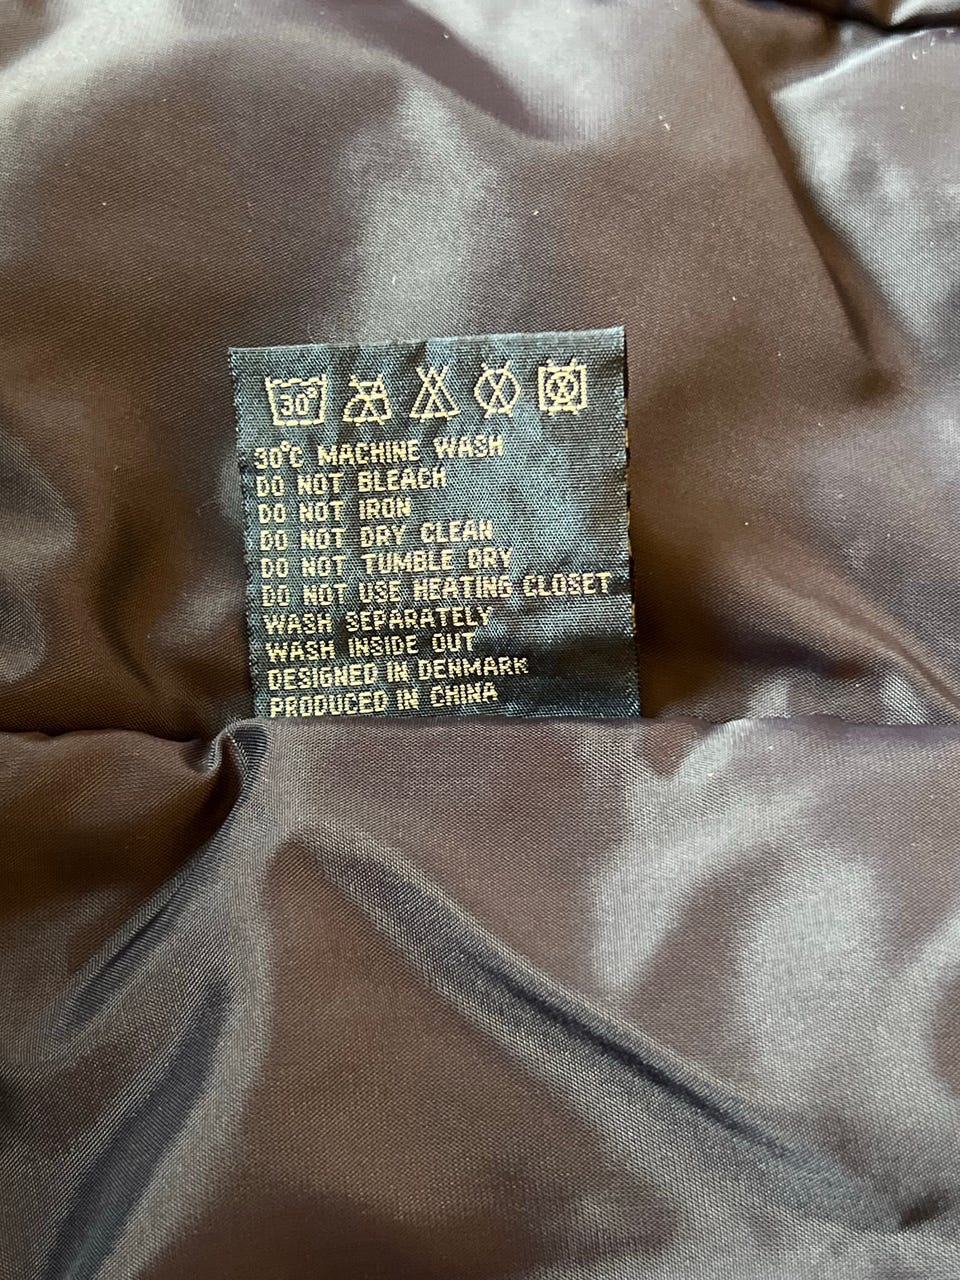 30°
30°C MACHINE WASH
DO NOT BLEACH
DO NOT IRON
DO NOT DRY CLEAN
DO NOT TUMBLE DRY
DO NOT USE HEATING CLOSET
WASH SEPARATELY
WASH INSIDE OUT
DESIGNED IN DENMARK
PRODUCED IN CHINA